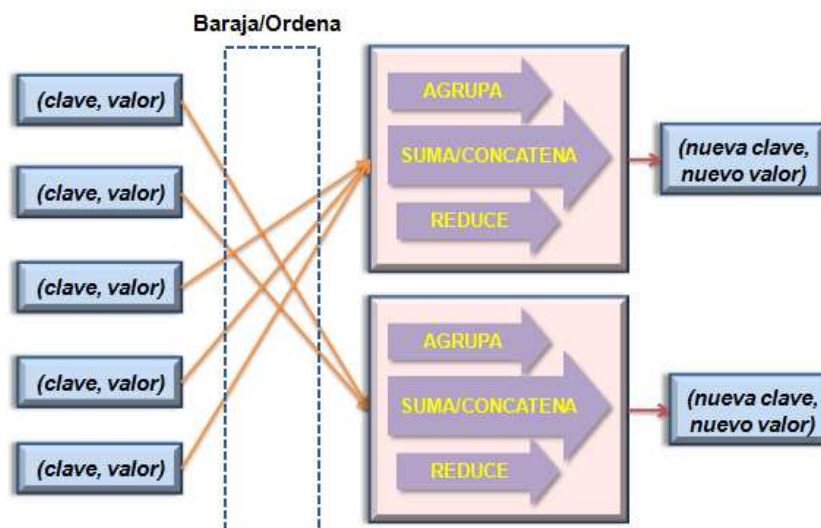 Baraja/Ordena
(clave, valor)
(clave, valor)
(clave, valor)
(clave, valor)
(clave, valor)
AGRUPA
SUMA/CONCATENA
REDUCE
(nueva clave,
nuevo valor)
AGRUPA
SUMA/CONCATENA
REDUCE
(nueva clave,
nuevo valor)